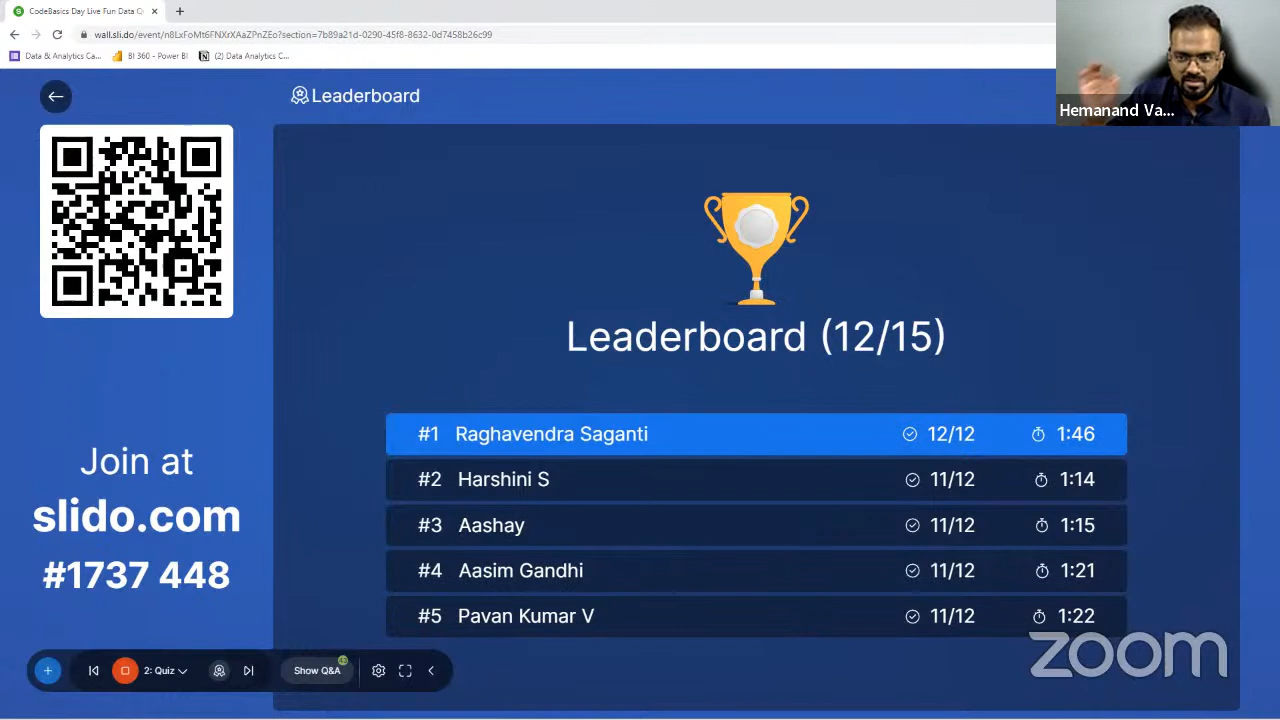 CodeBasics Day Live Fun Data Q
wall.sli.do/event/n8LxFoMt6FNXrXAaZPnZEo?section=7b89a21d-0290-45f8-8632-0d7458b26c99
Data & Analytics Ca...
BI 360 - Power BI
(2) Data Analytics C...
Hemanand Va...
Leaderboard
Leaderboard (12/15)
#1 Raghavendra Saganti 12/12 1:46
#2 Harshini S 11/12 1:14
#3 Aashay 11/12 1:15
#4 Aasim Gandhi 11/12 1:21
#5 Pavan Kumar V 11/12 1:22
Join at
slido.com
#1737 448
2: Quiz
Show Q&A
zoom